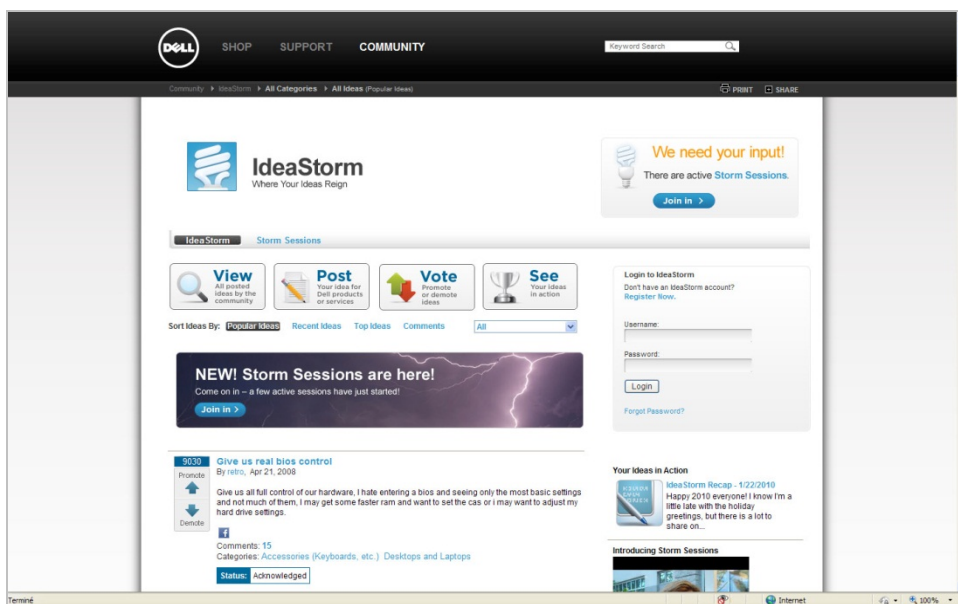 DELL SHOP SUPPORT COMMUNITY Keyword Search
Community IdeaStorm All Categories All Ideas (Popular Ideas) PRINT SHARE
IdeaStorm
Where Your Ideas Reign
We need your input!
There are active Storm Sessions.
Join in >
IdeaStorm Storm Sessions
View
All posted
ideas by the
community
Post
Your idea for
Dell products
or services
Vote
Promote
or demote
ideas
See
Your ideas
in action
Sort Ideas By: Popular Ideas Recent Ideas Top Ideas Comments All
NEW! Storm Sessions are here!
Come on in – a few active sessions have just started!
Join in >
Login to IdeaStorm
Don't have an IdeaStorm account?
Register Now.
Username:
Password:
Login
Forgot Password?
9030
Promote
Demote
Give us real bios control
By retro, Apr 21, 2008
Give us all full control of our hardware, I hate entering a bios and seeing only the most basic settings
and not much of them, I may get some faster ram and want to set the cas or i may want to adjust my
hard drive settings.
Comments: 15
Categories: Accessories (Keyboards, etc.) Desktops and Laptops
Status: Acknowledged
Your Ideas in Action
IdeaStorm Recap - 1/22/2010
Happy 2010 everyone! I know I'm a
little late with the holiday
greetings, but there is a lot to
share on...
Introducing Storm Sessions
Terminé Internet 100%